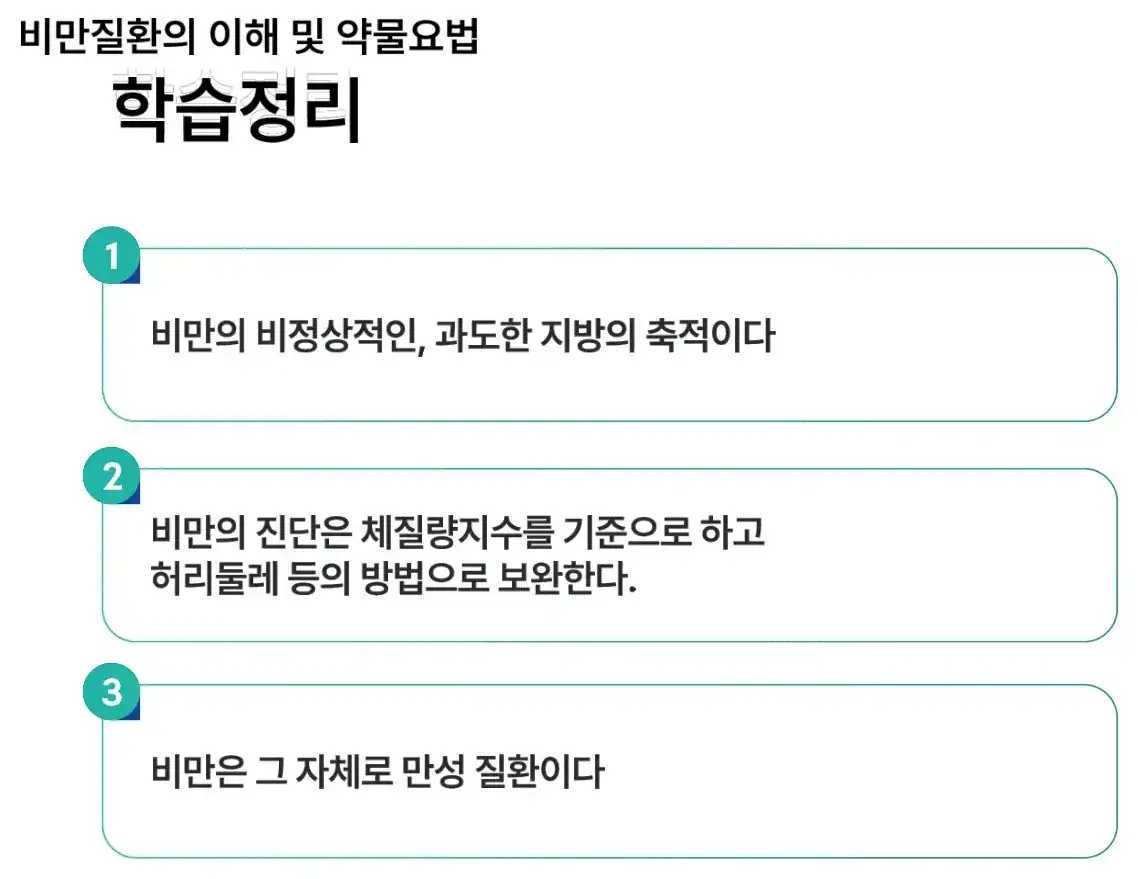 비만질환의 이해 및 약물요법
학습정리
1
비만의 비정상적인, 과도한 지방의 축적이다
2
비만의 진단은 체질량지수를 기준으로 하고
허리둘레 등의 방법으로 보완한다.
3
비만은 그 자체로 만성 질환이다